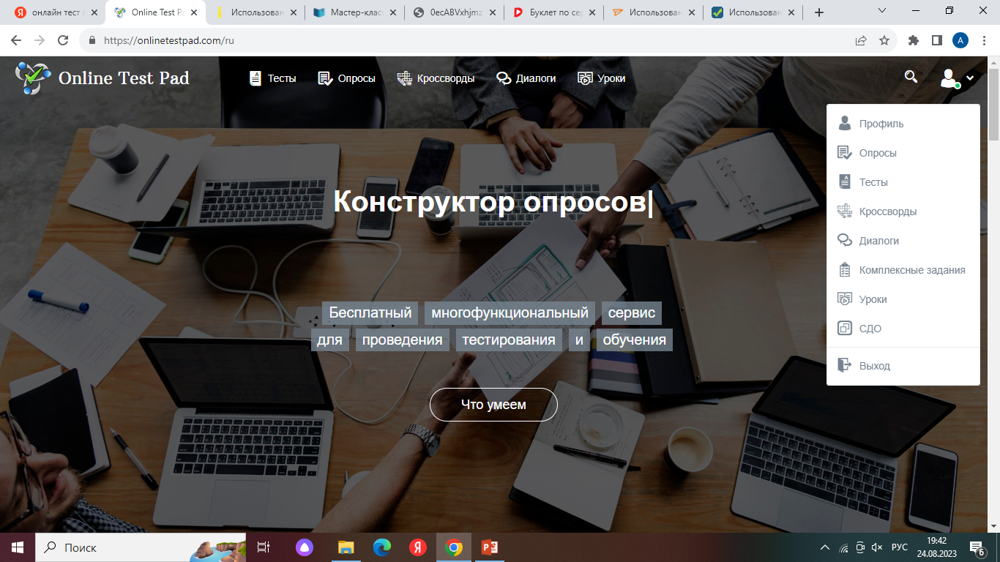 онлайн тест п
Online Test Pa
Использован
Мастер-клас
0ecABVxhjmz
Буклет по се
Использован
Использован
https://onlinetestpad.com/ru
A
Online Test Pad
Тесты
Опросы
Кроссворды
Диалоги
Уроки
Профиль
Опросы
Тесты
Кроссворды
Диалоги
Комплексные задания
Уроки
СДО
Выход
Конструктор опросов|
Бесплатный многофункциональный сервис
для проведения тестирования и обучения
Что умеем
Поиск
РУС
19:42
24.08.2023
6